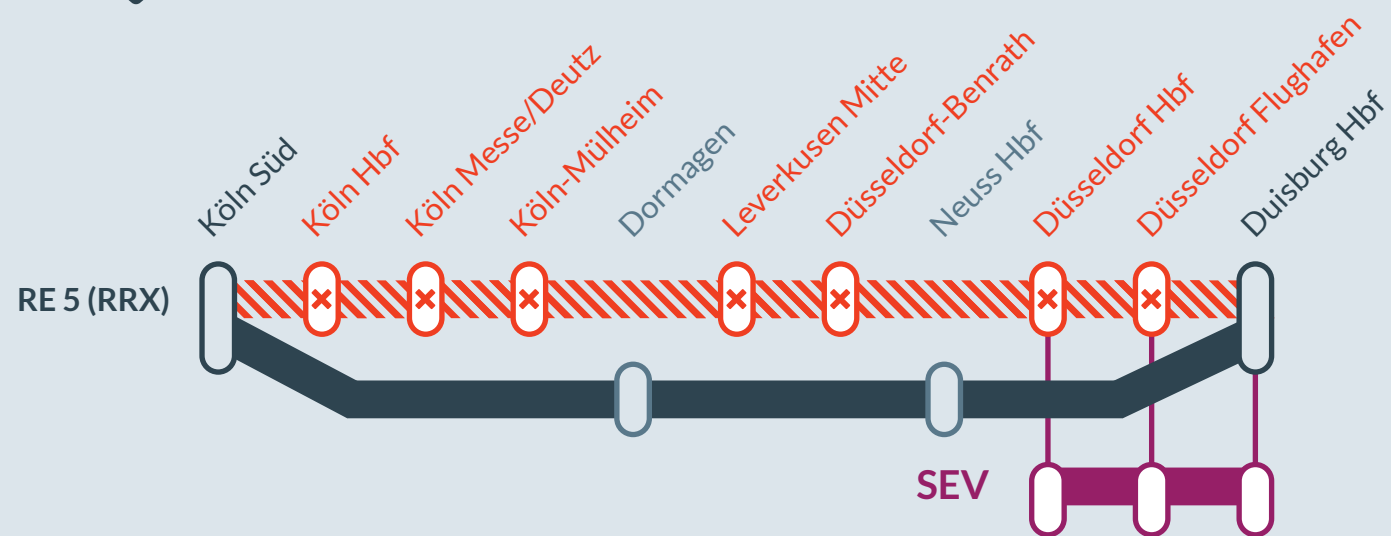 Köln Süd
Köln Hbf
Köln Messe/Deutz
Köln-Mülheim
Dormagen
Leverkusen Mitte
Düsseldorf-Benrath
Neuss Hbf
Düsseldorf Hbf
Düsseldorf Flughafen
Duisburg Hbf
RE 5 (RRX)
SEV